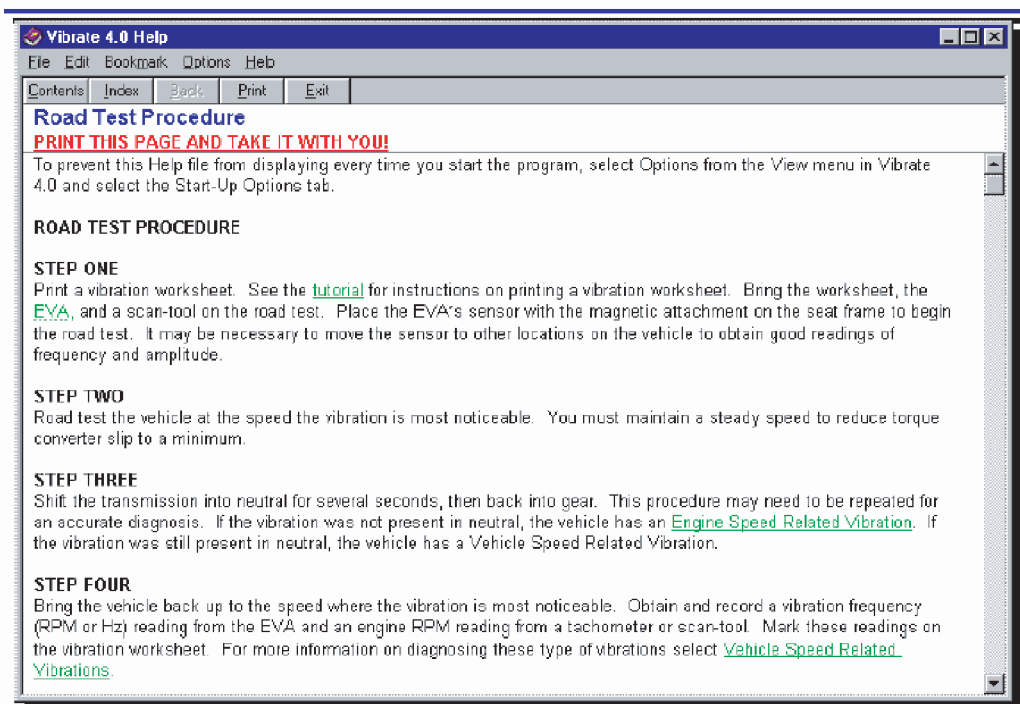 Vibrate 4.0 Help
File Edit Bookmark Options Help
Contents Index Back Print Exit
Road Test Procedure
PRINT THIS PAGE AND TAKE IT WITH YOU!
To prevent this Help file from displaying every time you start the program, select Options from the View menu in Vibrate
4.0 and select the Start-Up Options tab.
ROAD TEST PROCEDURE
STEP ONE
Print a vibration worksheet. See the tutorial for instructions on printing a vibration worksheet. Bring the worksheet, the
EVA, and a scan-tool on the road test. Place the EVA's sensor with the magnetic attachment on the seat frame to begin
the road test. It may be necessary to move the sensor to other locations on the vehicle to obtain good readings of
frequency and amplitude.
STEP TWO
Road test the vehicle at the speed the vibration is most noticeable. You must maintain a steady speed to reduce torque
converter slip to a minimum.
STEP THREE
Shift the transmission into neutral for several seconds, then back into gear. This procedure may need to be repeated for
an accurate diagnosis. If the vibration was not present in neutral, the vehicle has an Engine Speed Related Vibration. If
the vibration was still present in neutral, the vehicle has a Vehicle Speed Related Vibration.
STEP FOUR
Bring the vehicle back up to the speed where the vibration is most noticeable. Obtain and record a vibration frequency
(RPM or Hz) reading from the EVA and an engine RPM reading from a tachometer or scan-tool. Mark these readings on
the vibration worksheet. For more information on diagnosing these type of vibrations select Vehicle Speed Related
Vibrations.